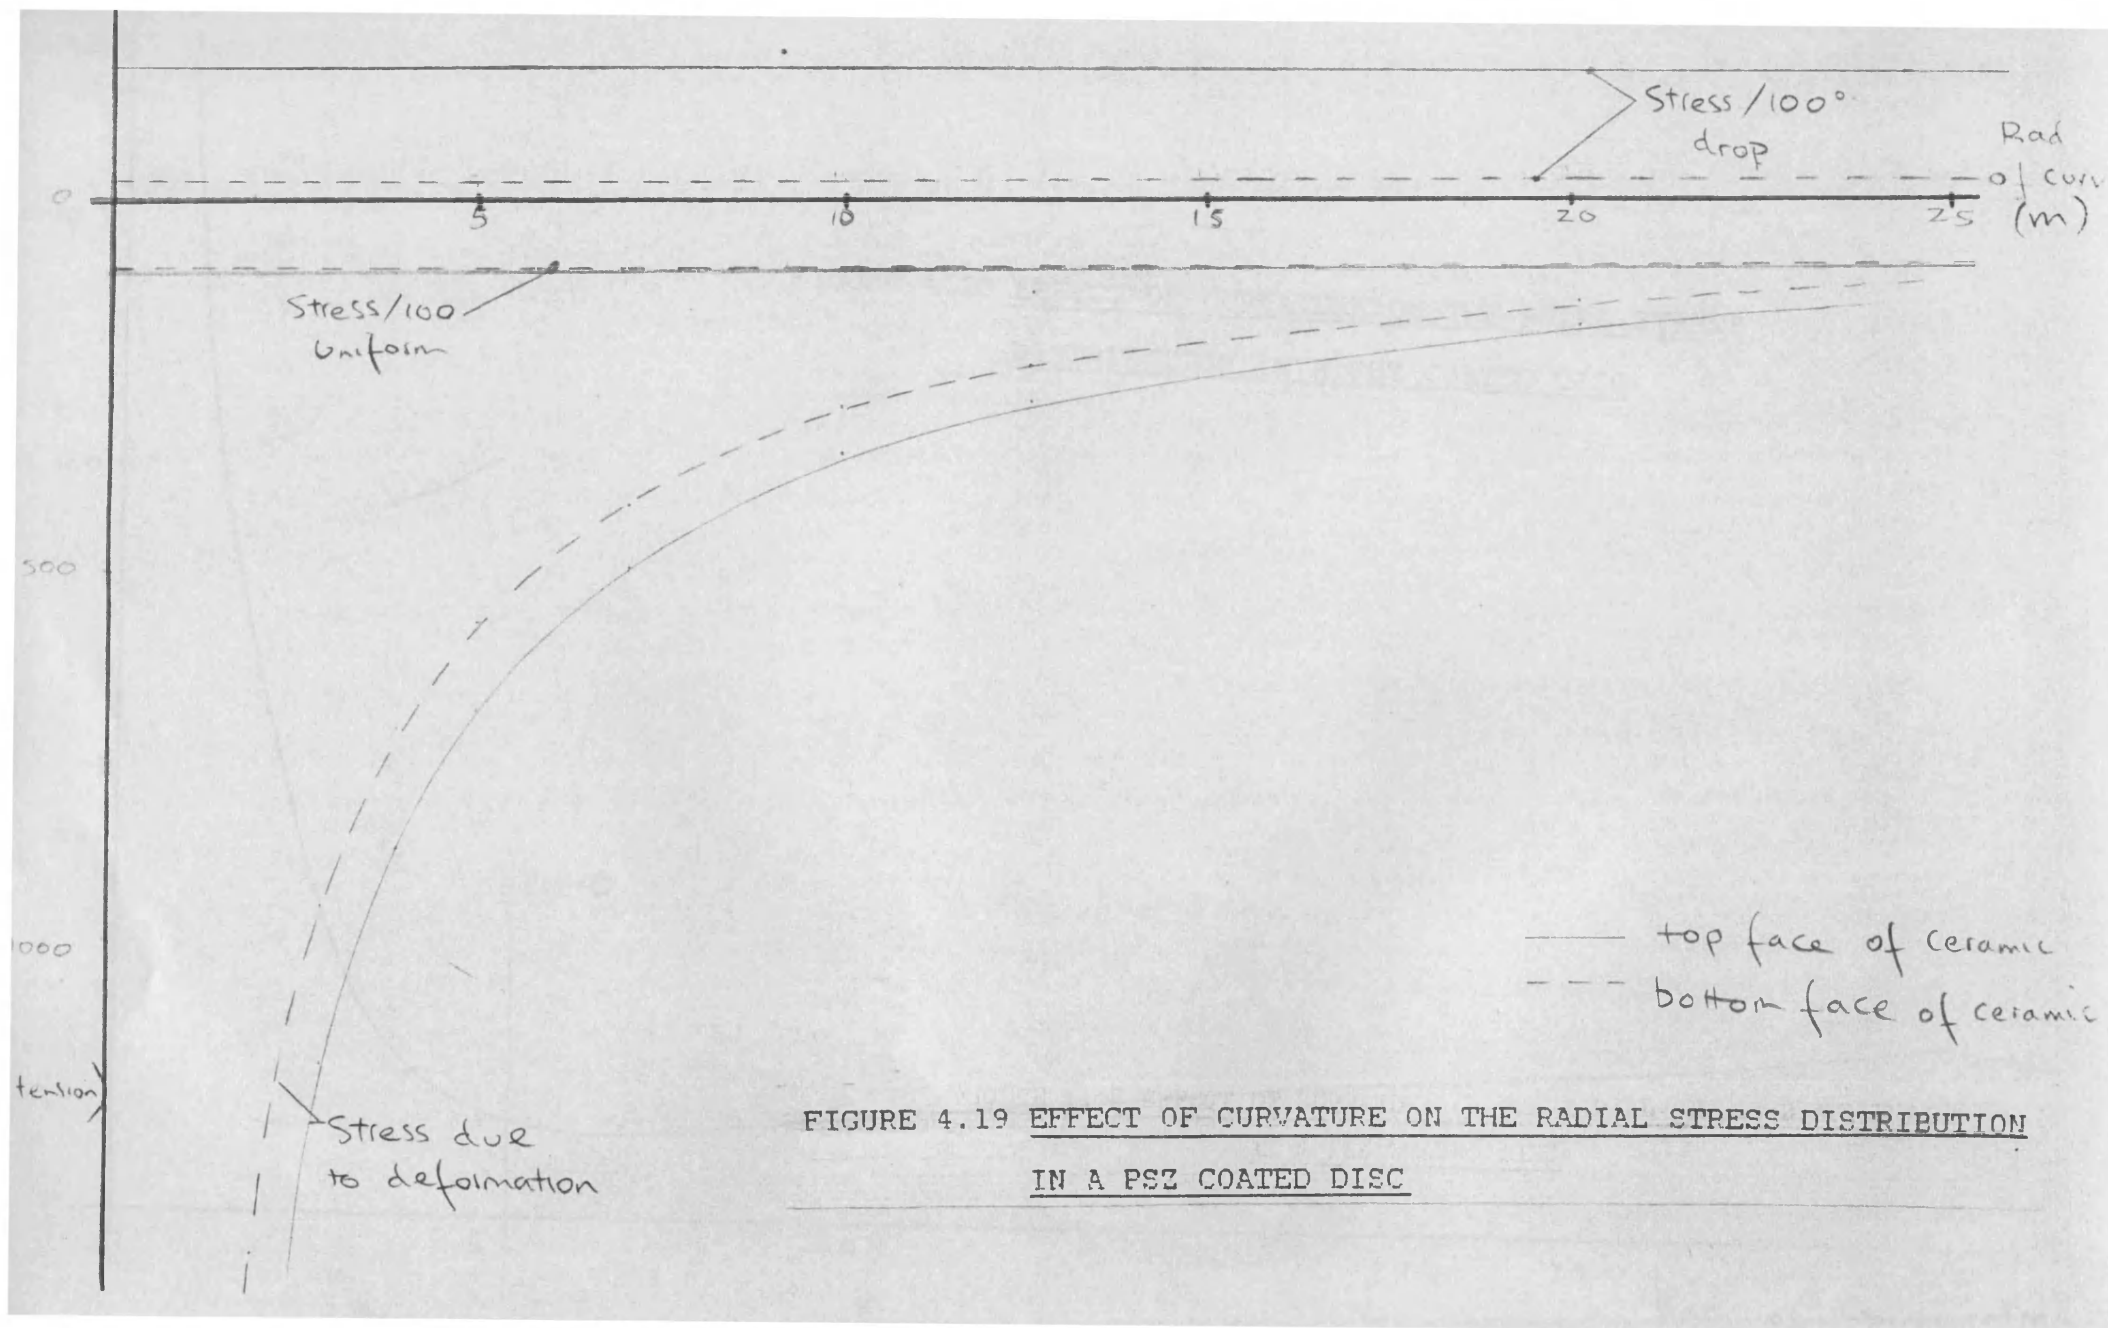 Stress/100°
drop
Rad
of curv
(m)
0
5
10
15
20
25
Stress/100
Uniform
500
1000
top face of ceramic
bottom face of ceramic
tension
Stress due
to deformation
FIGURE 4.19 EFFECT OF CURVATURE ON THE RADIAL STRESS DISTRIBUTION
IN A PSZ COATED DISC